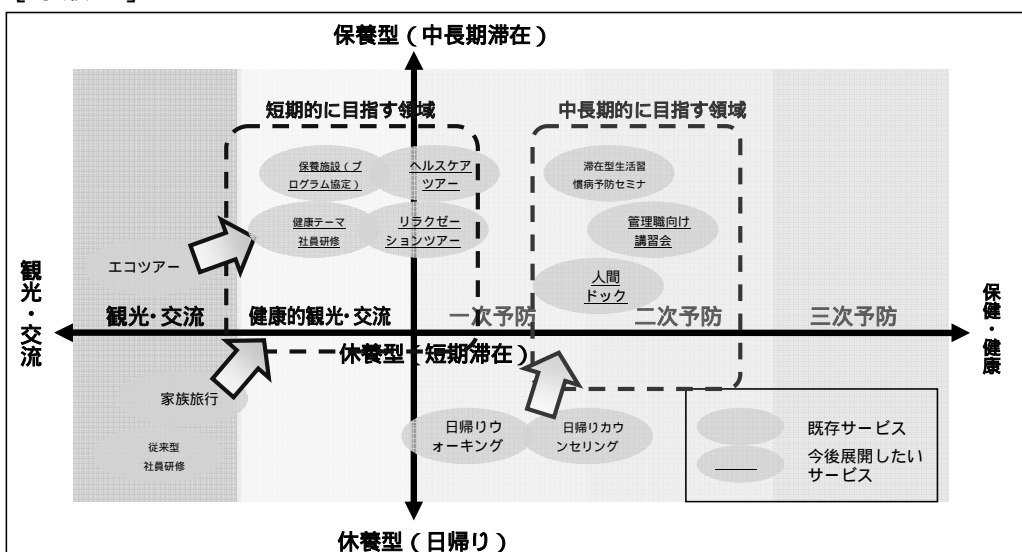 保養型（中長期滞在）
短期的に目指す領域
中長期的に目指す領域
保養施設（プ
ログラム協定）
ヘルスケア
ツアー
滞在型生活習
慣病予防セミナ
健康テーマ
社員研修
リラクゼー
ションツアー
管理職向け
講習会
エコツアー
人間
ドック
観光・交流
保健・健康
観光・交流
健康的観光・交流
一次予防
二次予防
三次予防
休養型（短期滞在）
家族旅行
従来型
社員研修
日帰りウ
ォーキング
日帰りカウ
ンセリング
既存サービス
今後展開したい
サービス
休養型（日帰り）